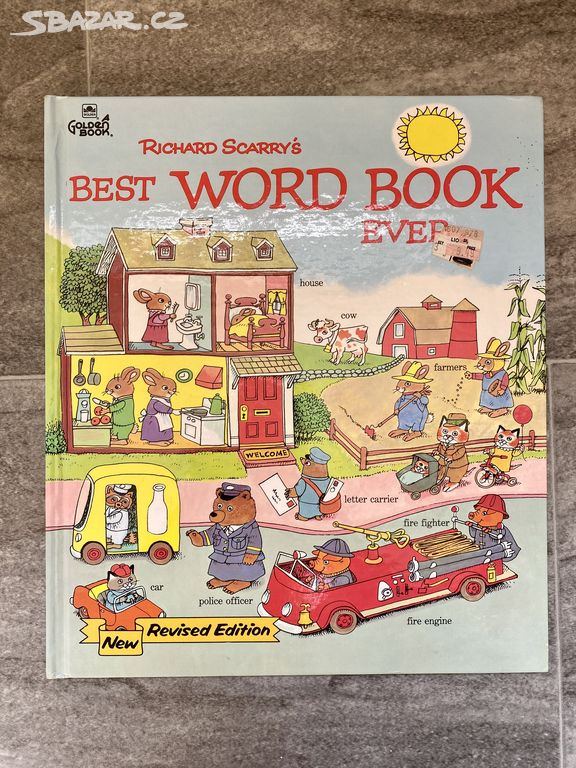 SBAZAR.CZ
GOLDEN
BOOK
RICHARD SCARRY'S
BEST WORD BOOK
EVER
house
cow
farmers
WELCOME
letter carrier
fire fighter
car
police officer
fire engine
New Revised Edition